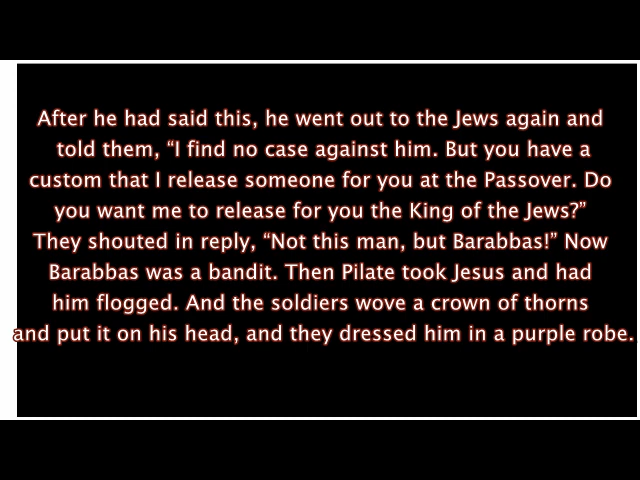 After he had said this, he went out to the Jews again and
told them, “I find no case against him. But you have a
custom that I release someone for you at the Passover. Do
you want me to release for you the King of the Jews?”
They shouted in reply, “Not this man, but Barabbas!” Now
Barabbas was a bandit. Then Pilate took Jesus and had
him flogged. And the soldiers wove a crown of thorns
and put it on his head, and they dressed him in a purple robe.